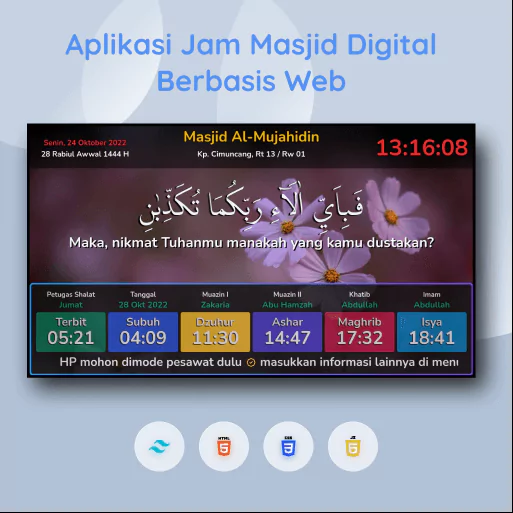 Aplikasi Jam Masjid Digital
Berbasis Web
Senin, 24 Oktober 2022
28 Rabiul Awwal 1444 H
Masjid Al-Mujahidin
Kp. Cimuncang, Rt 13 / Rw 01
13:16:08
فَبِاَيِّ اٰلَاۤءِ رَبِّكُمَا تُكَذِّبٰنِ
Maka, nikmat Tuhanmu manakah yang kamu dustakan?
Petugas Shalat Tanggal Muazin I Muazin II Khatib Imam
Jumat 28 Okt 2022 Zakaria Abu Hamzah Abdullah Abdullah
Terbit Subuh Dzuhur Ashar Maghrib Isya
05:21 04:09 11:30 14:47 17:32 18:41
HP mohon dimode pesawat dulu masukkan informasi lainnya di menu
HTML CSS JS